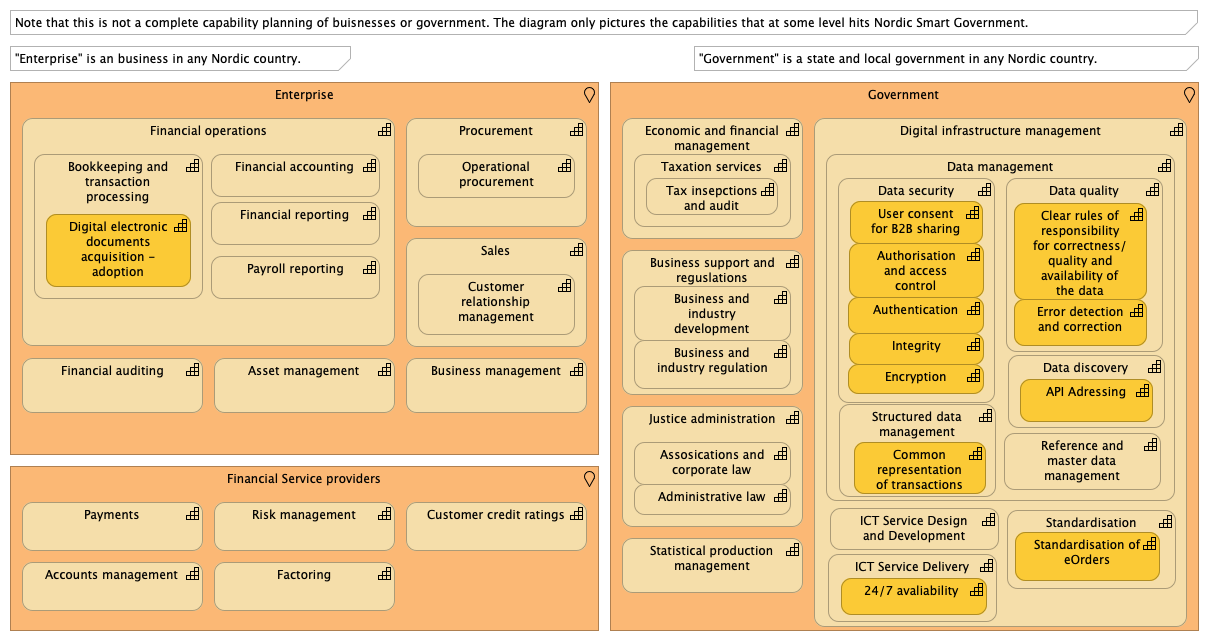 Note that this is not a complete capability planning of buisnesses or government. The diagram only pictures the capabilities that at some level hits Nordic Smart Government.
"Enterprise" is an business in any Nordic country.
"Government" is a state and local government in any Nordic country.
Enterprise
Financial operations
Bookkeeping and
transaction
processing
Digital electronic
documents
acquisition –
adoption
Financial accounting
Financial reporting
Payroll reporting
Procurement
Operational
procurement
Sales
Customer
relationship
management
Financial auditing
Asset management
Business management
Financial Service providers
Payments
Risk management
Customer credit ratings
Accounts management
Factoring
Government
Economic and financial
management
Taxation services
Tax insepctions
and audit
Business support and
reguslations
Business and
industry
development
Business and
industry regulation
Justice administration
Assosications and
corporate law
Administrative law
Statistical production
management
Digital infrastructure management
Data management
Data security
User consent
for B2B sharing
Authorisation
and access
control
Authentication
Integrity
Encryption
Structured data
management
Common
representation
of transactions
Data quality
Clear rules of
responsibility
for correctness/
quality and
availability of
the data
Error detection
and correction
Data discovery
API Adressing
Reference and
master data
management
ICT Service Design
and Development
ICT Service Delivery
24/7 avaliability
Standardisation
Standardisation of
eOrders